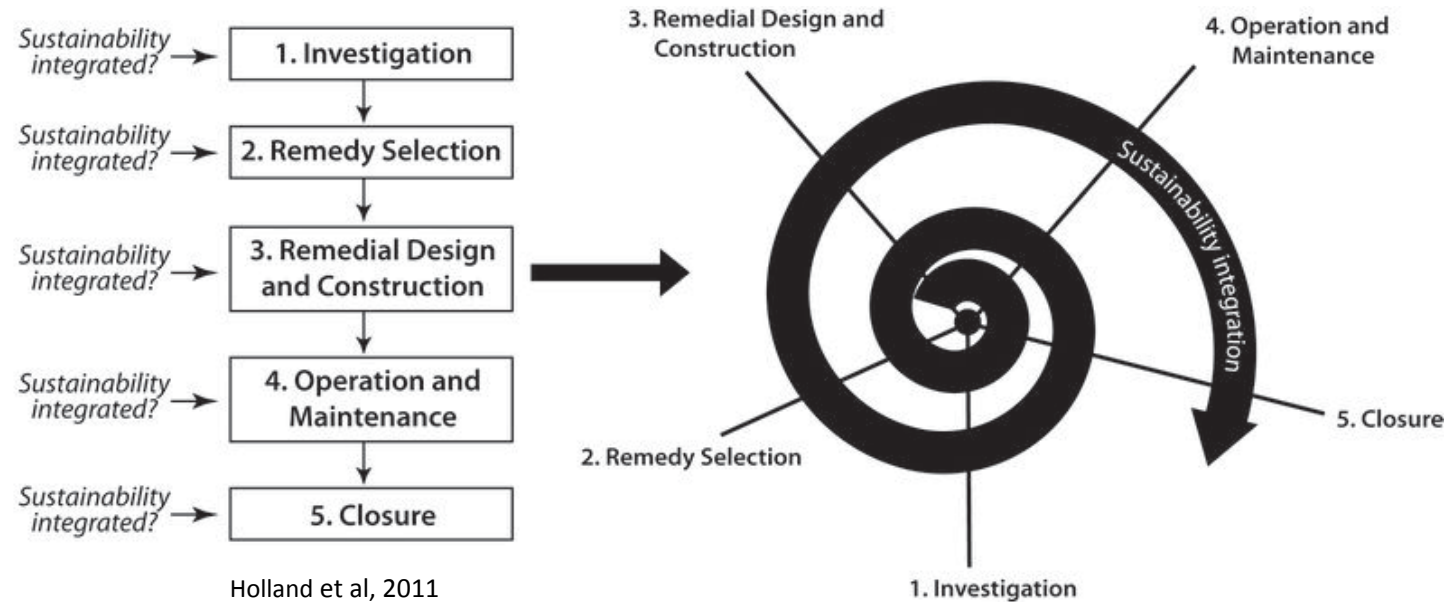 Sustainability
integrated?
1. Investigation
Sustainability
integrated?
2. Remedy Selection
Sustainability
integrated?
3. Remedial Design
and Construction
Sustainability
integrated?
4. Operation and
Maintenance
Sustainability
integrated?
5. Closure
Holland et al, 2011
3. Remedial Design and
Construction
4. Operation and
Maintenance
Sustainability integration
5. Closure
2. Remedy Selection
1. Investigation